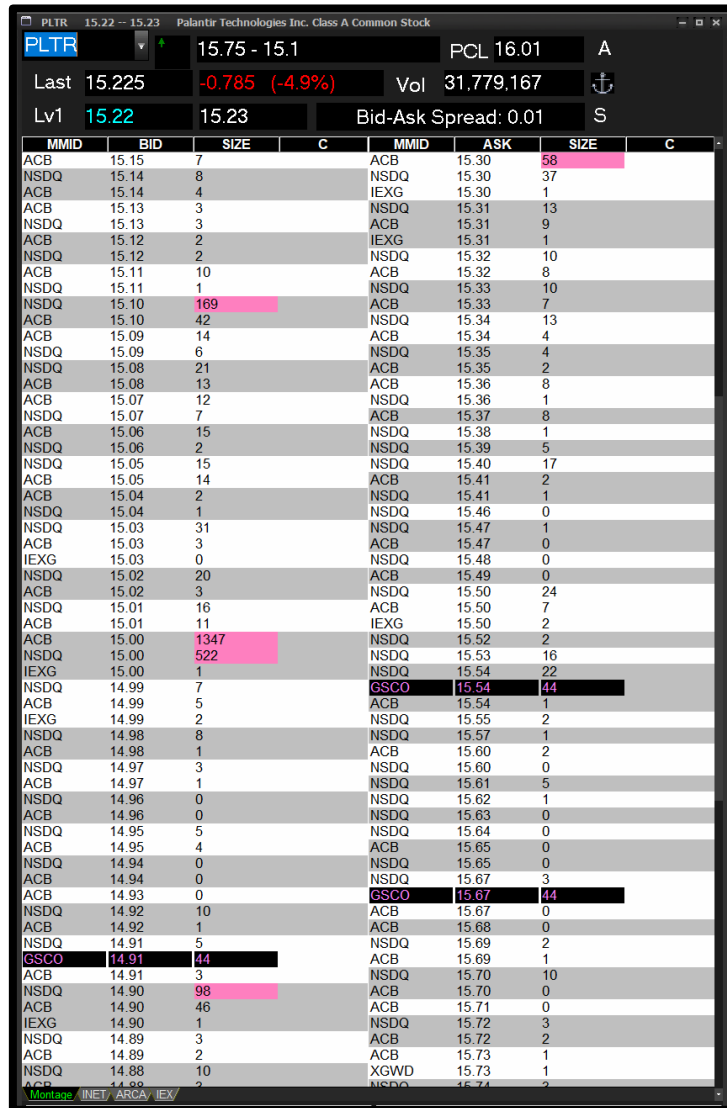 PLTR 15.22 -- 15.23 Palantir Technologies Inc. Class A Common Stock
PLTR 15.75 - 15.1 PCL 16.01 A
Last 15.225 -0.785 (-4.9%) Vol 31,779,167
Lv1 15.22 15.23 Bid-Ask Spread: 0.01 S
MMID BID SIZE C MMID ASK SIZE C
ACB 15.15 7 ACB 15.30 58
NSDQ 15.14 8 NSDQ 15.30 37
ACB 15.14 4 IEXG 15.30 1
ACB 15.13 3 NSDQ 15.31 13
NSDQ 15.13 3 ACB 15.31 9
ACB 15.12 2 IEXG 15.31 1
NSDQ 15.12 2 NSDQ 15.32 10
ACB 15.11 10 ACB 15.32 8
NSDQ 15.11 1 NSDQ 15.33 10
NSDQ 15.10 169 ACB 15.33 7
ACB 15.10 42 NSDQ 15.34 13
ACB 15.09 14 ACB 15.34 4
NSDQ 15.09 6 NSDQ 15.35 4
NSDQ 15.08 21 ACB 15.35 2
ACB 15.08 13 ACB 15.36 8
ACB 15.07 12 NSDQ 15.36 1
NSDQ 15.07 7 ACB 15.37 8
ACB 15.06 15 NSDQ 15.38 1
NSDQ 15.06 2 NSDQ 15.39 5
NSDQ 15.05 15 NSDQ 15.40 17
ACB 15.05 14 ACB 15.41 2
ACB 15.04 2 NSDQ 15.41 1
NSDQ 15.04 1 NSDQ 15.46 0
NSDQ 15.03 31 NSDQ 15.47 1
ACB 15.03 3 ACB 15.47 0
IEXG 15.03 0 NSDQ 15.48 0
NSDQ 15.02 20 ACB 15.49 0
ACB 15.02 3 NSDQ 15.50 24
NSDQ 15.01 16 ACB 15.50 7
ACB 15.01 11 IEXG 15.50 2
ACB 15.00 1347 NSDQ 15.52 2
NSDQ 15.00 522 NSDQ 15.53 16
IEXG 15.00 1 NSDQ 15.54 22
NSDQ 14.99 7 GSCO 15.54 44
ACB 14.99 5 ACB 15.54 1
IEXG 14.99 2 NSDQ 15.55 2
NSDQ 14.98 8 NSDQ 15.57 1
ACB 14.98 1 ACB 15.60 2
NSDQ 14.97 3 NSDQ 15.60 0
ACB 14.97 1 NSDQ 15.61 5
NSDQ 14.96 0 NSDQ 15.62 1
ACB 14.96 0 NSDQ 15.63 0
NSDQ 14.95 5 NSDQ 15.64 0
ACB 14.95 4 ACB 15.65 0
NSDQ 14.94 0 NSDQ 15.65 0
ACB 14.94 0 NSDQ 15.67 3
ACB 14.93 0 GSCO 15.67 44
NSDQ 14.92 10 ACB 15.67 0
ACB 14.92 1 ACB 15.68 0
NSDQ 14.91 5 NSDQ 15.69 2
GSCO 14.91 44 ACB 15.69 1
ACB 14.91 3 NSDQ 15.70 10
NSDQ 14.90 98 ACB 15.70 0
ACB 14.90 46 ACB 15.71 0
IEXG 14.90 1 NSDQ 15.72 3
NSDQ 14.89 3 ACB 15.72 2
ACB 14.89 2 ACB 15.73 1
NSDQ 14.88 10 XGWD 15.73 1
ACB 14.88 NSDQ 15.74
Montage INET ARCA IEX